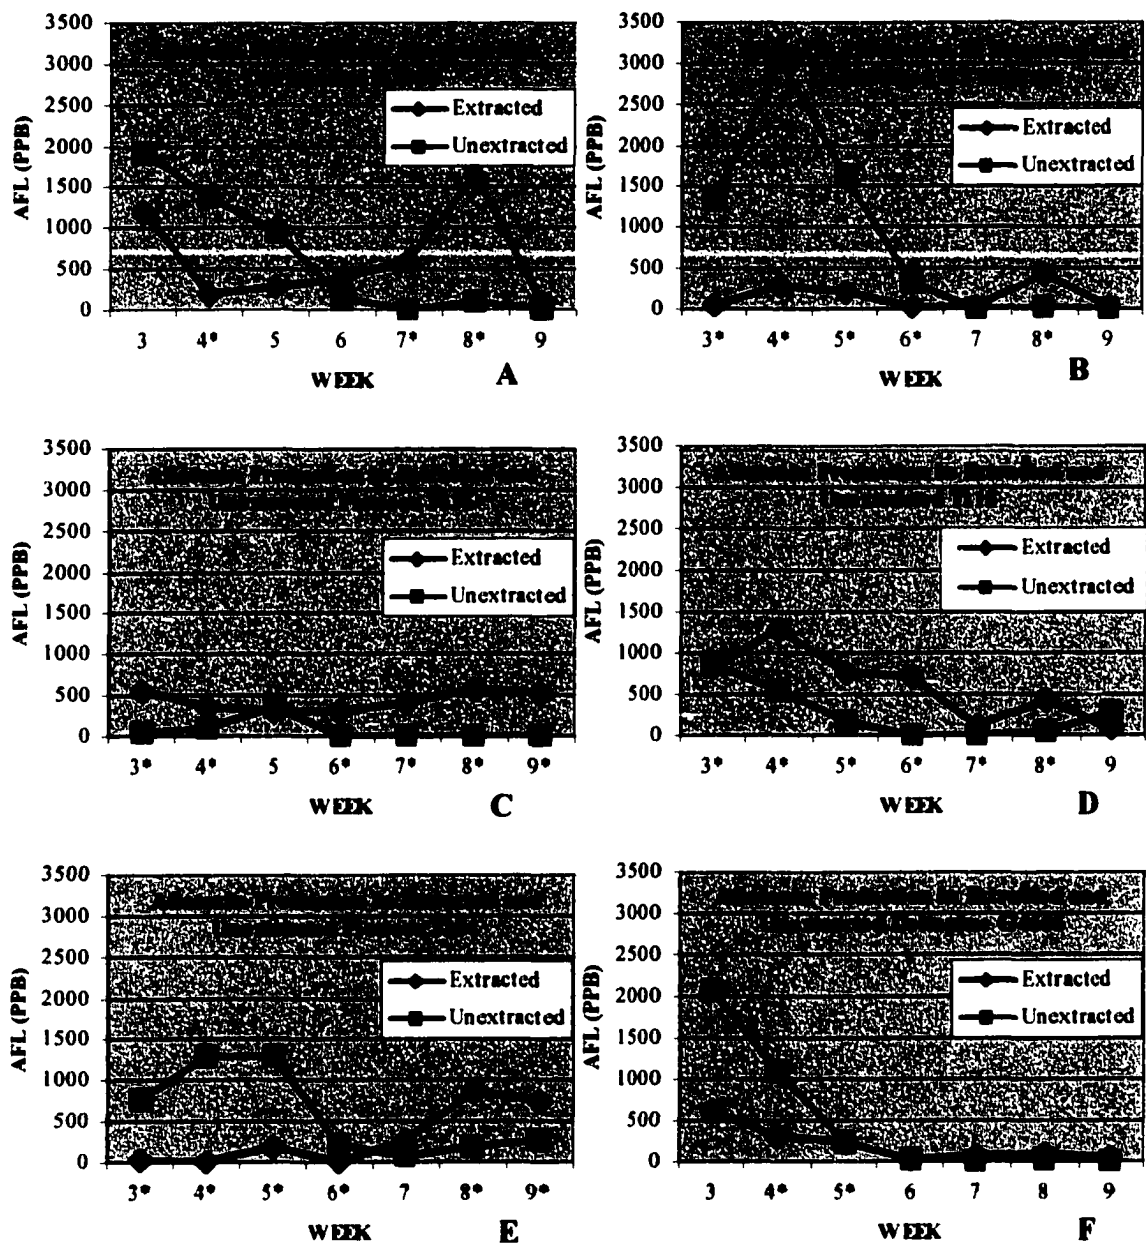 3500
3000
2500
2000
1500
1000
500
0
AFL (PPB)
Extracted
Unextracted
3 4* 5 6 7* 8* 9
WEEK
A
3500
3000
2500
2000
1500
1000
500
0
AFL (PPB)
Extracted
Unextracted
3* 4* 5* 6* 7 8* 9
WEEK
B
3500
3000
2500
2000
1500
1000
500
0
AFL (PPB)
Extracted
Unextracted
3* 4* 5 6* 7* 8* 9*
WEEK
C
3500
3000
2500
2000
1500
1000
500
0
AFL (PPB)
Extracted
Unextracted
3* 4* 5* 6* 7* 8* 9
WEEK
D
3500
3000
2500
2000
1500
1000
500
0
AFL (PPB)
Extracted
Unextracted
3* 4* 5* 6* 7 8* 9*
WEEK
E
3500
3000
2500
2000
1500
1000
500
0
AFL (PPB)
Extracted
Unextracted
3 4* 5* 6 7 8 9
WEEK
F